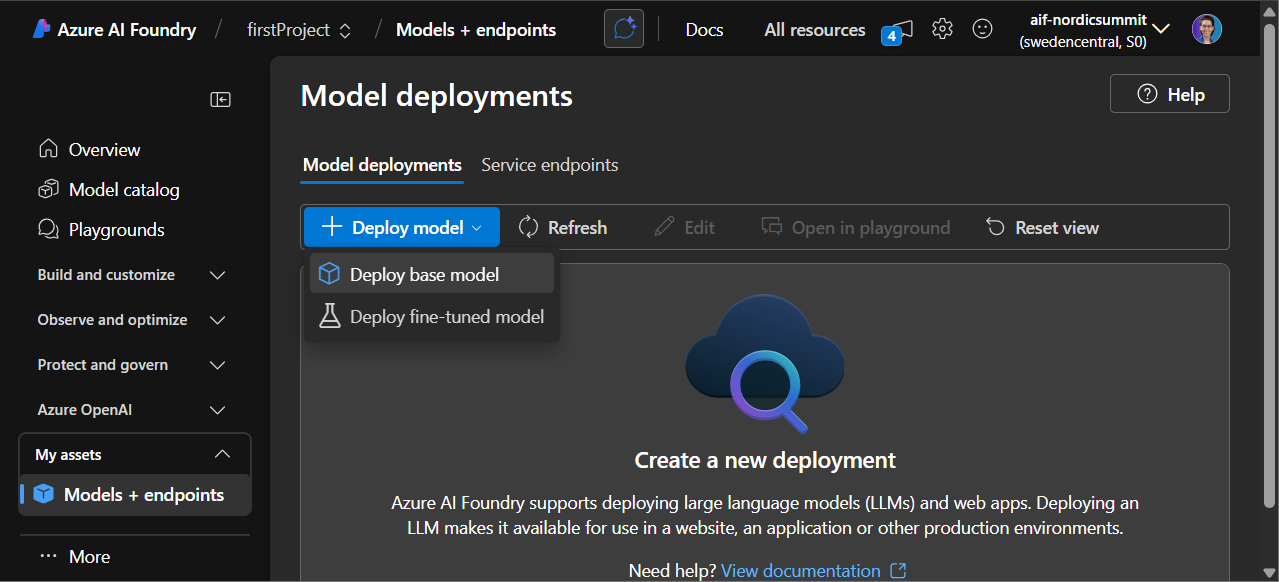 Azure AI Foundry / firstProject / Models + endpoints Docs All resources 4 aif-nordicsummit
(swedencentral, S0)
Overview
Model catalog
Playgrounds
Build and customize
Observe and optimize
Protect and govern
Azure OpenAI
My assets
Models + endpoints
More
Model deployments
Help
Model deployments Service endpoints
Deploy model Refresh Edit Open in playground Reset view
Deploy base model
Deploy fine-tuned model
Create a new deployment
Azure AI Foundry supports deploying large language models (LLMs) and web apps. Deploying an
LLM makes it available for use in a website, an application or other production environments.
Need help? View documentation